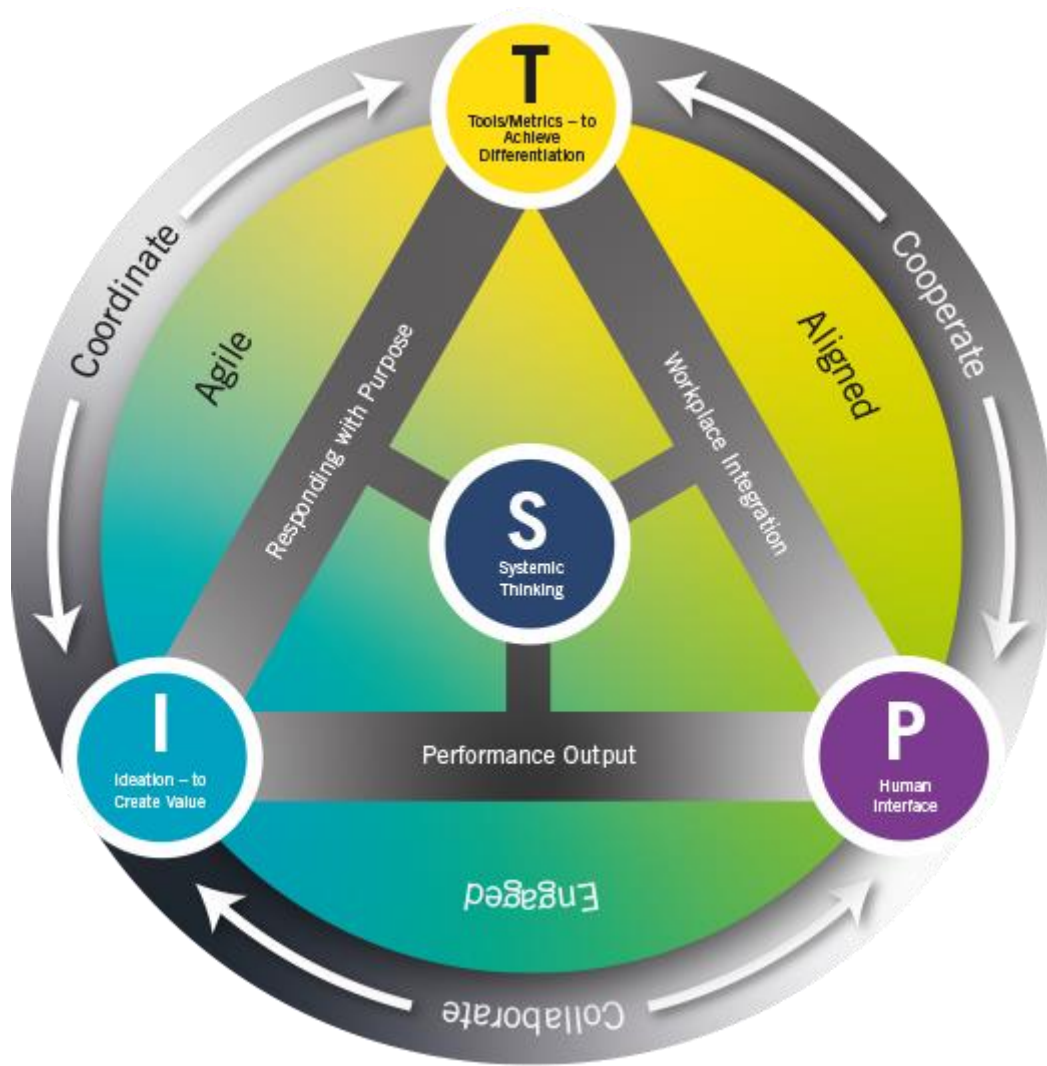 T
Tools/Metrics – to
Achieve
Differentiation
Coordinate
Cooperate
Agile
Aligned
Responding with Purpose
Workplace Integration
S
Systemic
Thinking
I
Ideation – to
Create Value
Performance Output
P
Human
Interface
Engaged
Collaborate